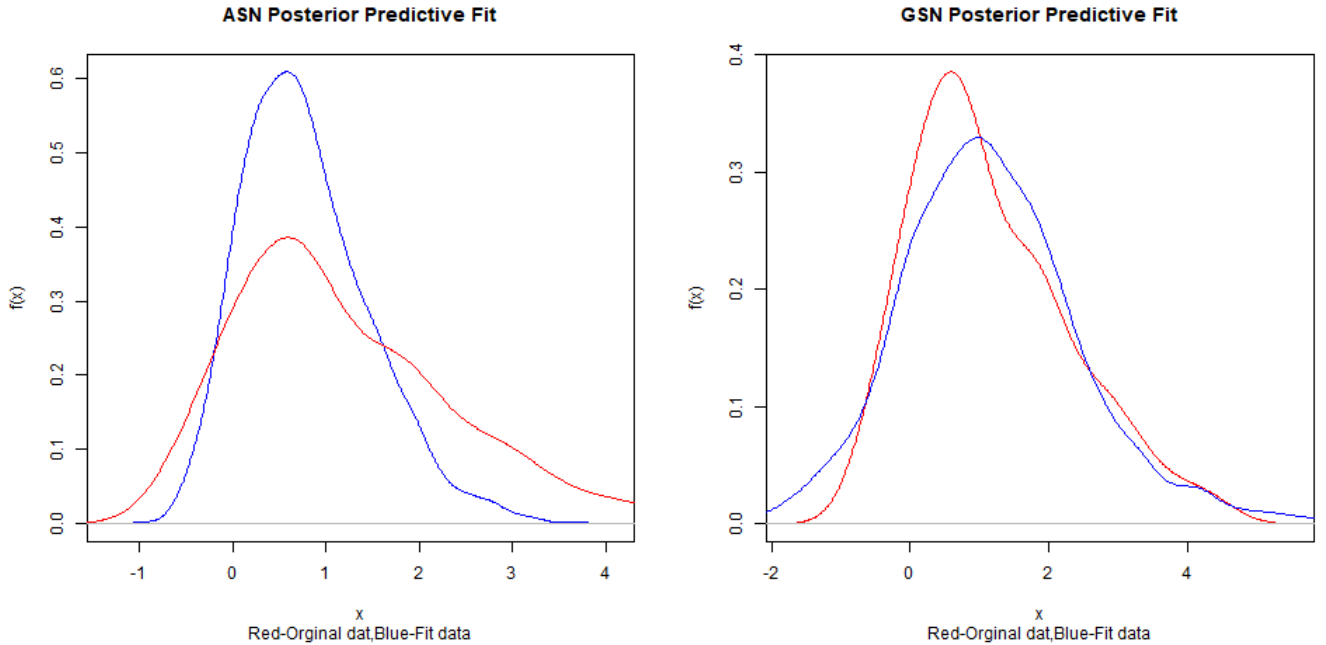 ASN Posterior Predictive Fit
f(x)
0.6
0.5
0.4
0.3
0.2
0.1
0.0
-1 0 1 2 3 4
x
Red-Orginal dat,Blue-Fit data
GSN Posterior Predictive Fit
f(x)
0.4
0.3
0.2
0.1
0.0
-2 0 2 4
x
Red-Orginal dat,Blue-Fit data